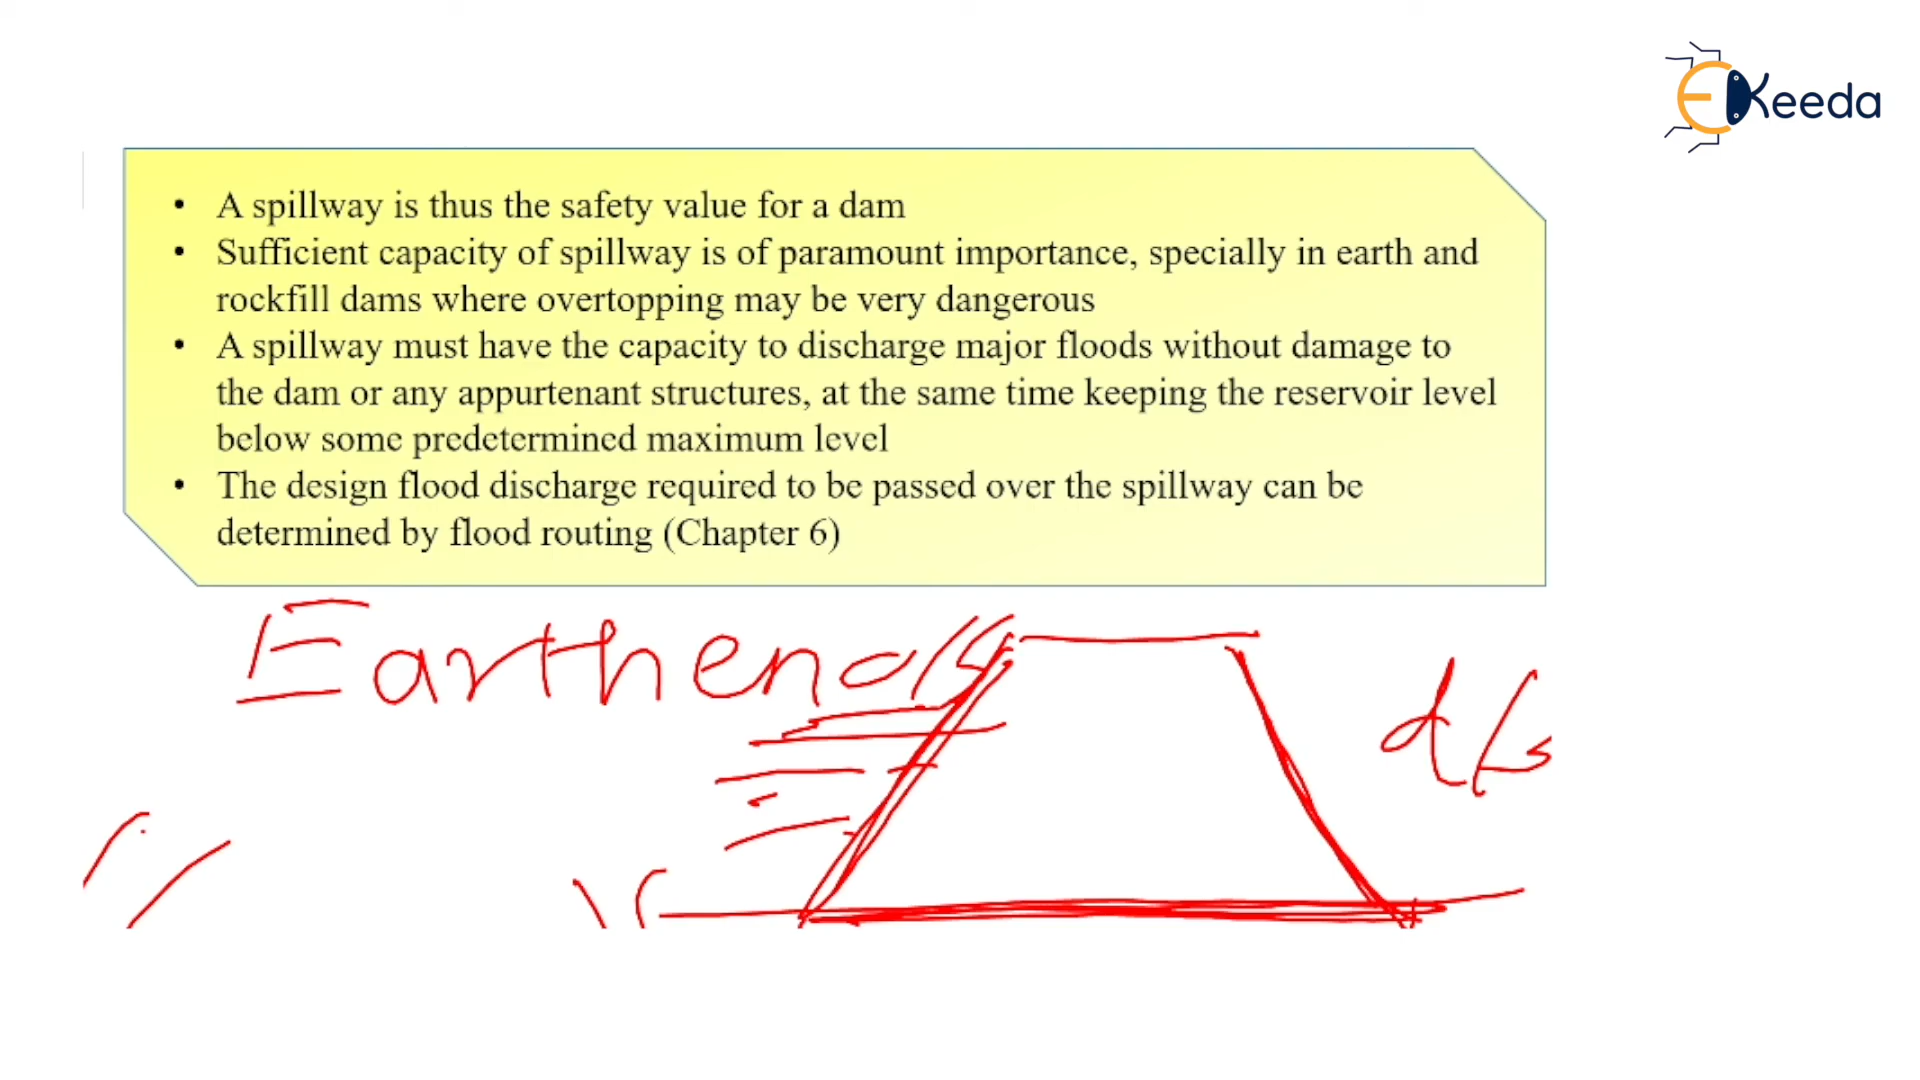 EKeeda
• A spillway is thus the safety value for a dam
• Sufficient capacity of spillway is of paramount importance, specially in earth and
rockfill dams where overtopping may be very dangerous
• A spillway must have the capacity to discharge major floods without damage to
the dam or any appurtenant structures, at the same time keeping the reservoir level
below some predetermined maximum level
• The design flood discharge required to be passed over the spillway can be
determined by flood routing (Chapter 6)
Earthen
d/s